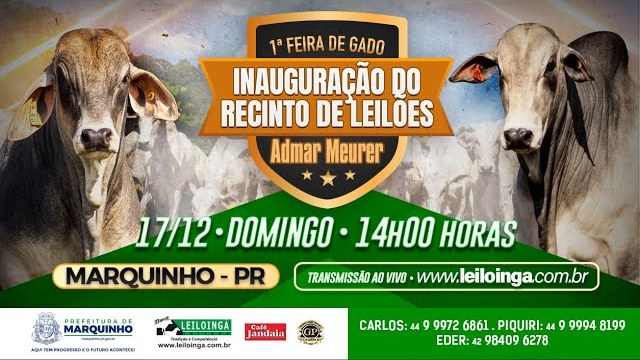 1ª FEIRA DE GADO
INAUGURAÇÃO DO
RECINTO DE LEILÕES
Admar Meurer
17/12 • DOMINGO • 14H00 HORAS
MARQUINHO - PR
TRANSMISSÃO AO VIVO • www.leiloinga.com.br
PREFEITURA DE
MARQUINHO
AQUI TEM PROGRESSO E O FUTURO ACONTECE!
LEILOINGA
Tradição e Competência
www.leiloinga.com.br
Café
Jandaia
GP
CARLOS: 44 9 9972 6861 . PIQUIRI: 44 9 9994 8199
EDER: 42 98409 6278